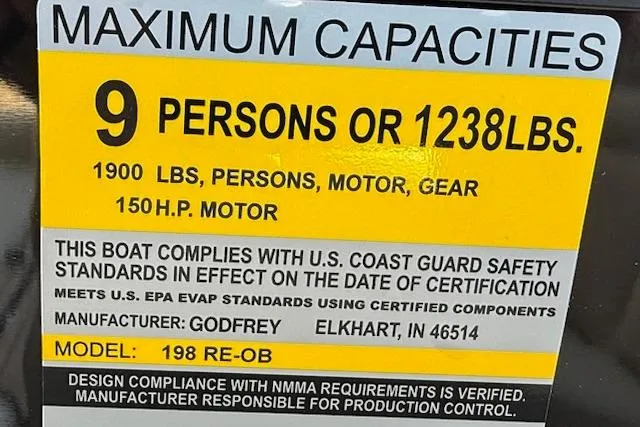 MAXIMUM CAPACITIES
9 PERSONS OR 1238LBS.
1900 LBS, PERSONS, MOTOR, GEAR
150H.P. MOTOR
THIS BOAT COMPLIES WITH U.S. COAST GUARD SAFETY
STANDARDS IN EFFECT ON THE DATE OF CERTIFICATION
MEETS U.S. EPA EVAP STANDARDS USING CERTIFIED COMPONENTS
MANUFACTURER: GODFREY ELKHART, IN 46514
MODEL: 198 RE-OB
DESIGN COMPLIANCE WITH NMMA REQUIREMENTS IS VERIFIED.
MANUFACTURER RESPONSIBLE FOR PRODUCTION CONTROL.